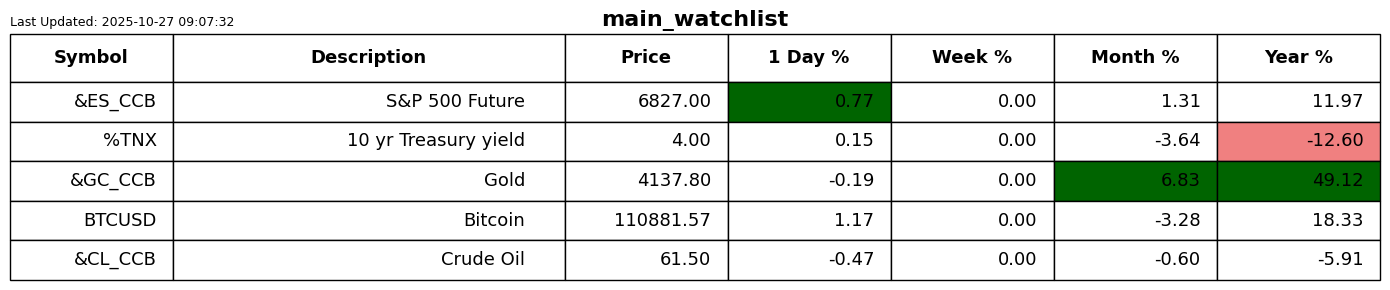 main_watchlist
Last Updated: 2025-10-27 09:07:32
Symbol Description Price 1 Day % Week % Month % Year %
&ES_CCB S&P 500 Future 6827.00 0.77 0.00 1.31 11.97
%TNX 10 yr Treasury yield 4.00 0.15 0.00 -3.64 -12.60
&GC_CCB Gold 4137.80 -0.19 0.00 6.83 49.12
BTCUSD Bitcoin 110881.57 1.17 0.00 -3.28 18.33
&CL_CCB Crude Oil 61.50 -0.47 0.00 -0.60 -5.91